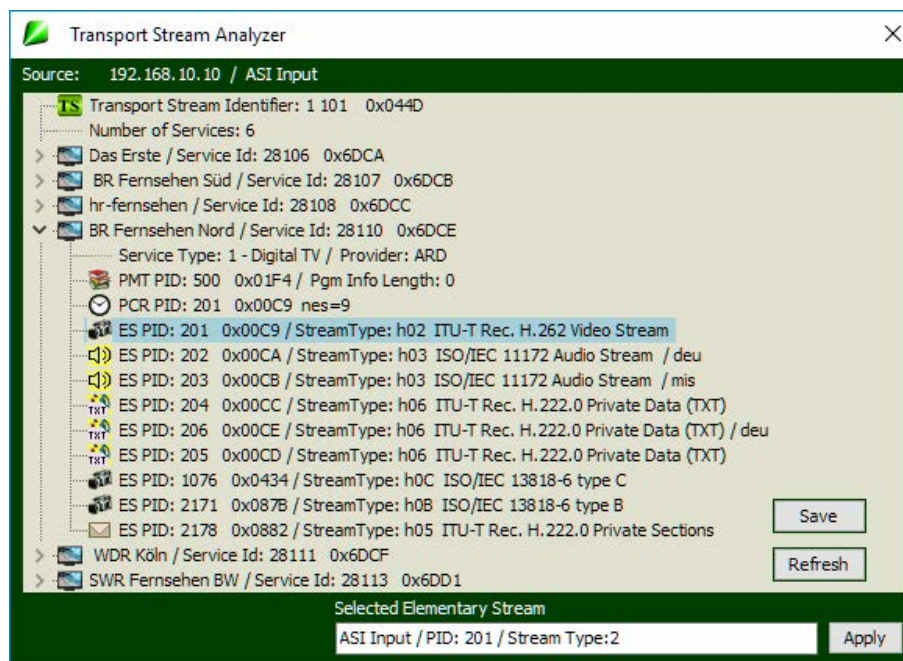 Transport Stream Analyzer
Source: 192.168.10.10 / ASI Input
TS Transport Stream Identifier: 1 101 0x044D
Number of Services: 6
Das Erste / Service Id: 28106 0x6DCA
BR Fernsehen Süd / Service Id: 28107 0x6DCB
hr-fernsehen / Service Id: 28108 0x6DCC
BR Fernsehen Nord / Service Id: 28110 0x6DCE
Service Type: 1 - Digital TV / Provider: ARD
PMT PID: 500 0x01F4 / Pgm Info Length: 0
PCR PID: 201 0x00C9 nes=9
ES PID: 201 0x00C9 / StreamType: h02 ITU-T Rec. H.262 Video Stream
ES PID: 202 0x00CA / StreamType: h03 ISO/IEC 11172 Audio Stream / deu
ES PID: 203 0x00CB / StreamType: h03 ISO/IEC 11172 Audio Stream / mis
TXT ES PID: 204 0x00CC / StreamType: h06 ITU-T Rec. H.222.0 Private Data (TXT)
TXT ES PID: 206 0x00CE / StreamType: h06 ITU-T Rec. H.222.0 Private Data (TXT) / deu
TXT ES PID: 205 0x00CD / StreamType: h06 ITU-T Rec. H.222.0 Private Data (TXT)
ES PID: 1076 0x0434 / StreamType: h0C ISO/IEC 13818-6 type C
ES PID: 2171 0x087B / StreamType: h0B ISO/IEC 13818-6 type B
Save
ES PID: 2178 0x0882 / StreamType: h05 ITU-T Rec. H.222.0 Private Sections
WDR Köln / Service Id: 28111 0x6DCF
Refresh
SWR Fernsehen BW / Service Id: 28113 0x6DD1
Selected Elementary Stream
ASI Input / PID: 201 / Stream Type:2
Apply